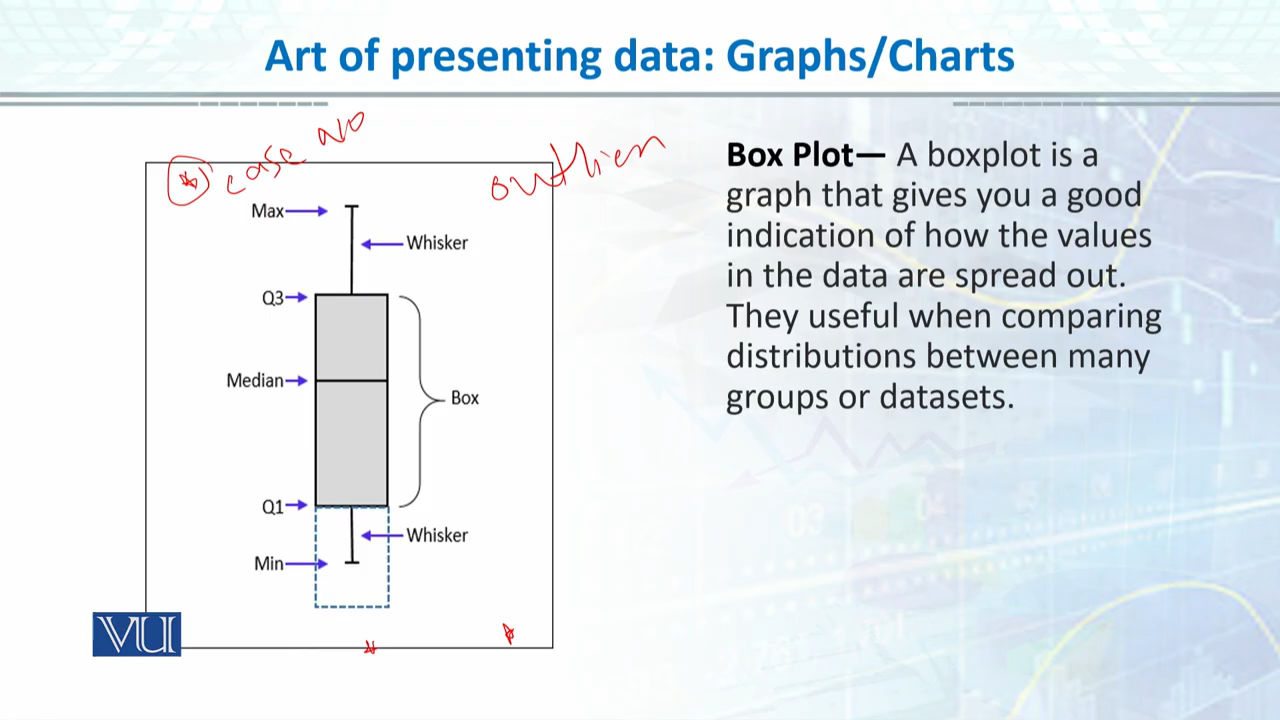 Art of presenting data: Graphs/Charts
case no
outlier
Max
Whisker
Q3
Median
Box
Q1
Whisker
Min
VU
Box Plot— A boxplot is a
graph that gives you a good
indication of how the values
in the data are spread out.
They useful when comparing
distributions between many
groups or datasets.